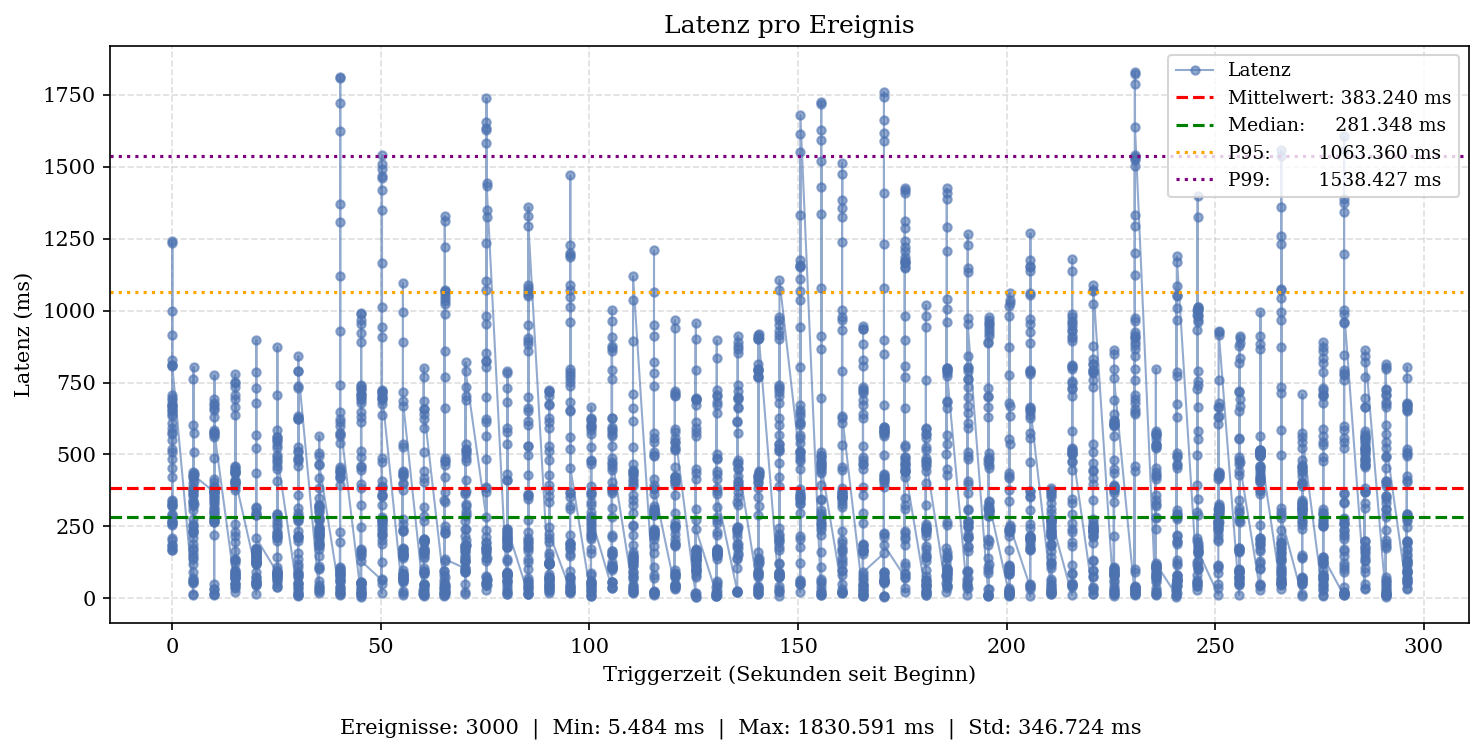 Latenz pro Ereignis
Latenz (ms)
1750
1500
1250
1000
750
500
250
0
Latenz
Mittelwert: 383.240 ms
Median: 281.348 ms
P95: 1063.360 ms
P99: 1538.427 ms
0 50 100 150 200 250 300
Triggerzeit (Sekunden seit Beginn)
Ereignisse: 3000 | Min: 5.484 ms | Max: 1830.591 ms | Std: 346.724 ms